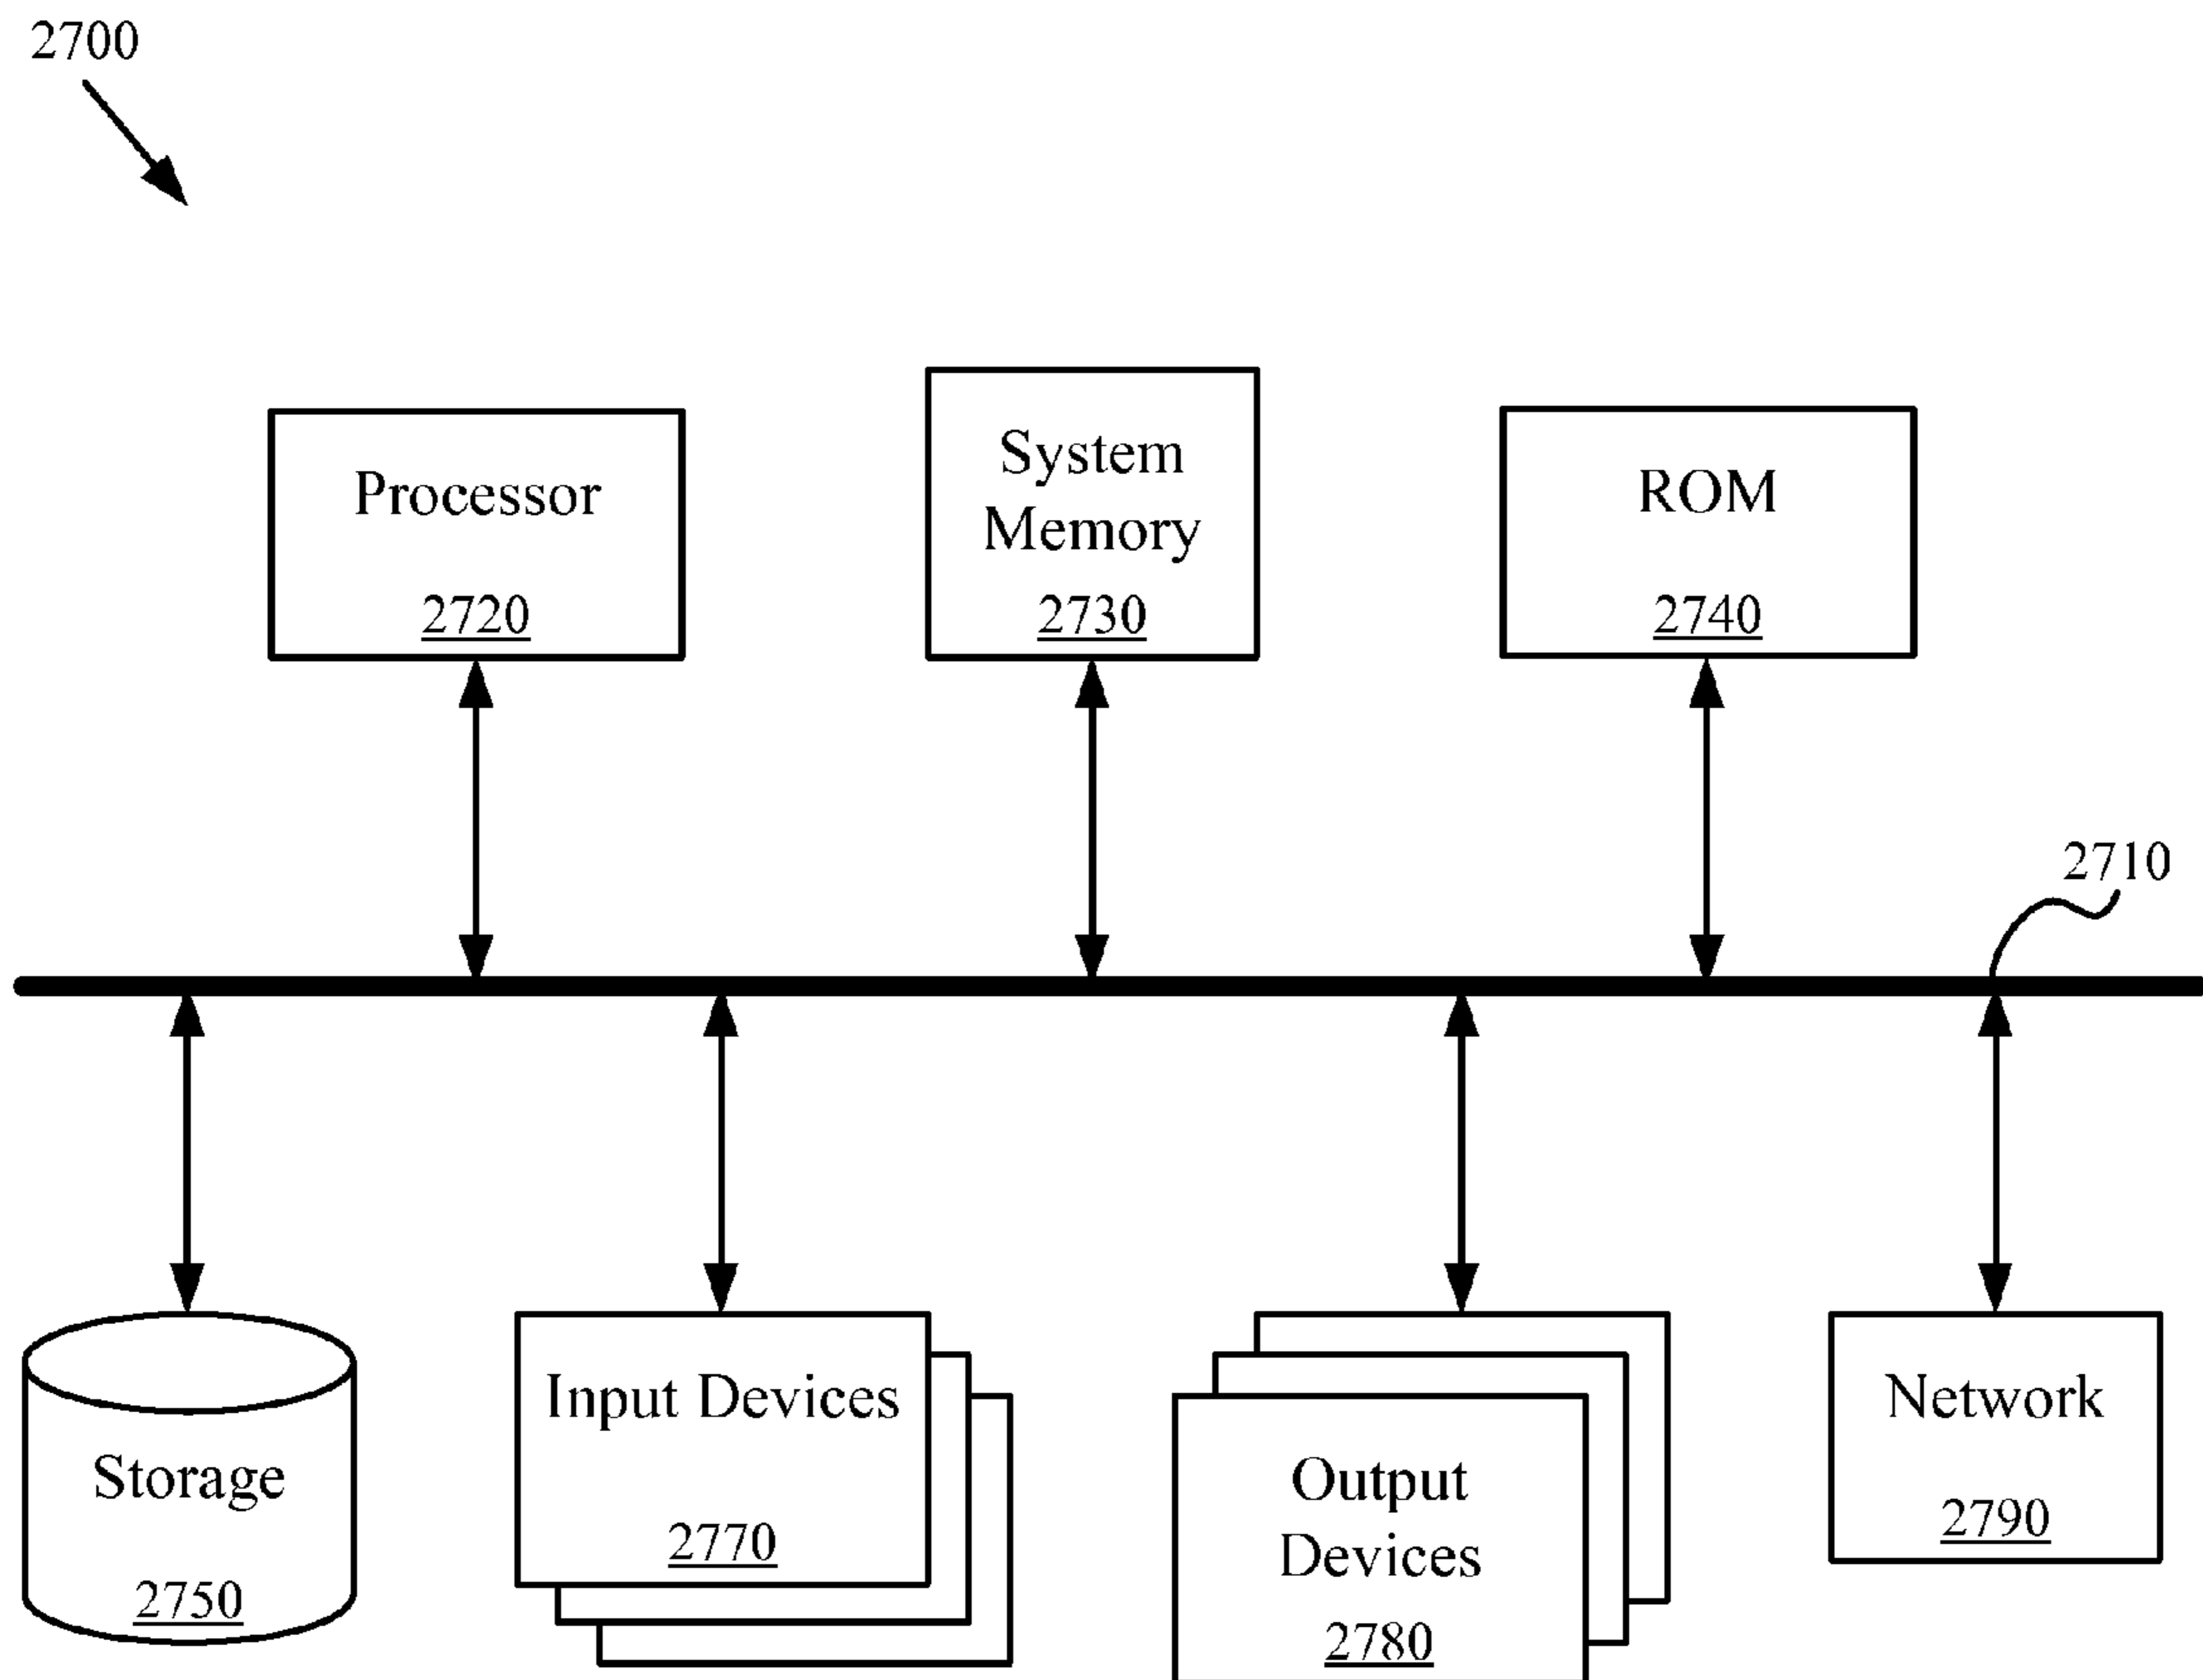 2700
Processor
2720
System
Memory
2730
ROM
2740
2710
Storage
2750
Input Devices
2770
Output
Devices
2780
Network
2790